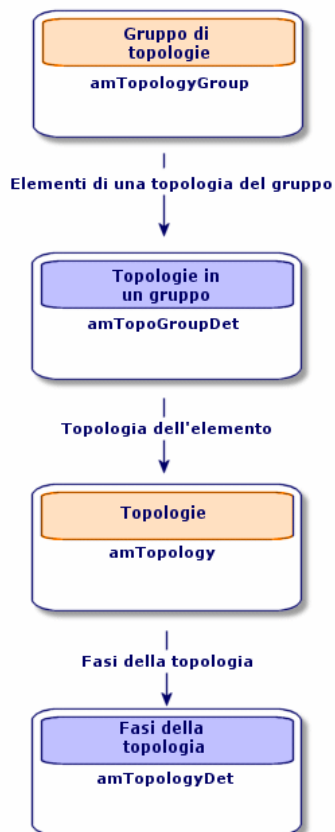 Gruppo di
topologie
amTopologyGroup
Elementi di una topologia del gruppo
Topologie in
un gruppo
amTopoGroupDet
Topologia dell'elemento
Topologie
amTopology
Fasi della topologia
Fasi della
topologia
amTopologyDet